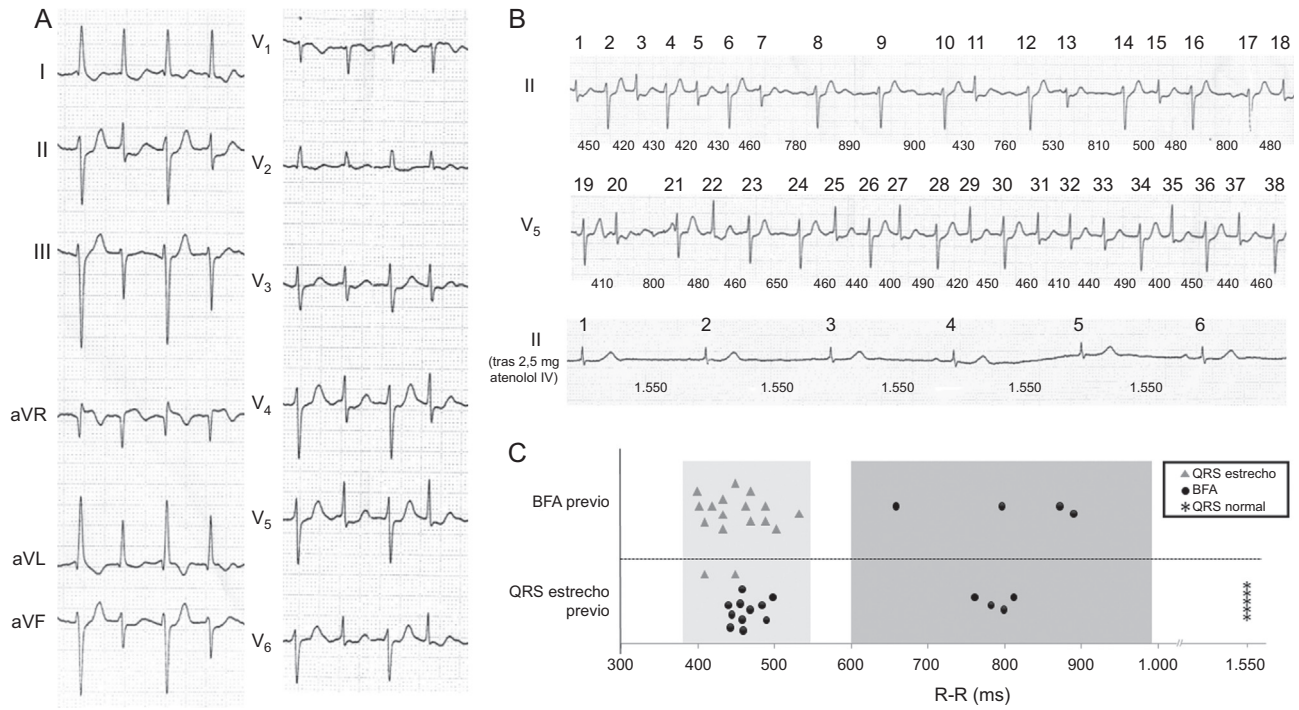 A
I
II
III
aVR
aVL
aVF
V1
V2
V3
V4
V5
V6
B
1 2 3 4 5 6 7 8 9 10 11 12 13 14 15 16 17 18
II
450 420 430 420 430 460 780 890 900 430 760 530 810 500 480 800 480
19 20 21 22 23 24 25 26 27 28 29 30 31 32 33 34 35 36 37 38
V5
410 800 480 460 650 460 440 400 490 420 450 460 410 440 490 400 450 440 460
1 2 3 4 5 6
II
(tras 2,5 mg
atenolol IV)
1.550 1.550 1.550 1.550 1.550
C
BFA previo
QRS estrecho
previo
QRS estrecho
BFA
QRS normal
300 400 500 600 700 800 900 1.000 1.550
R-R (ms)